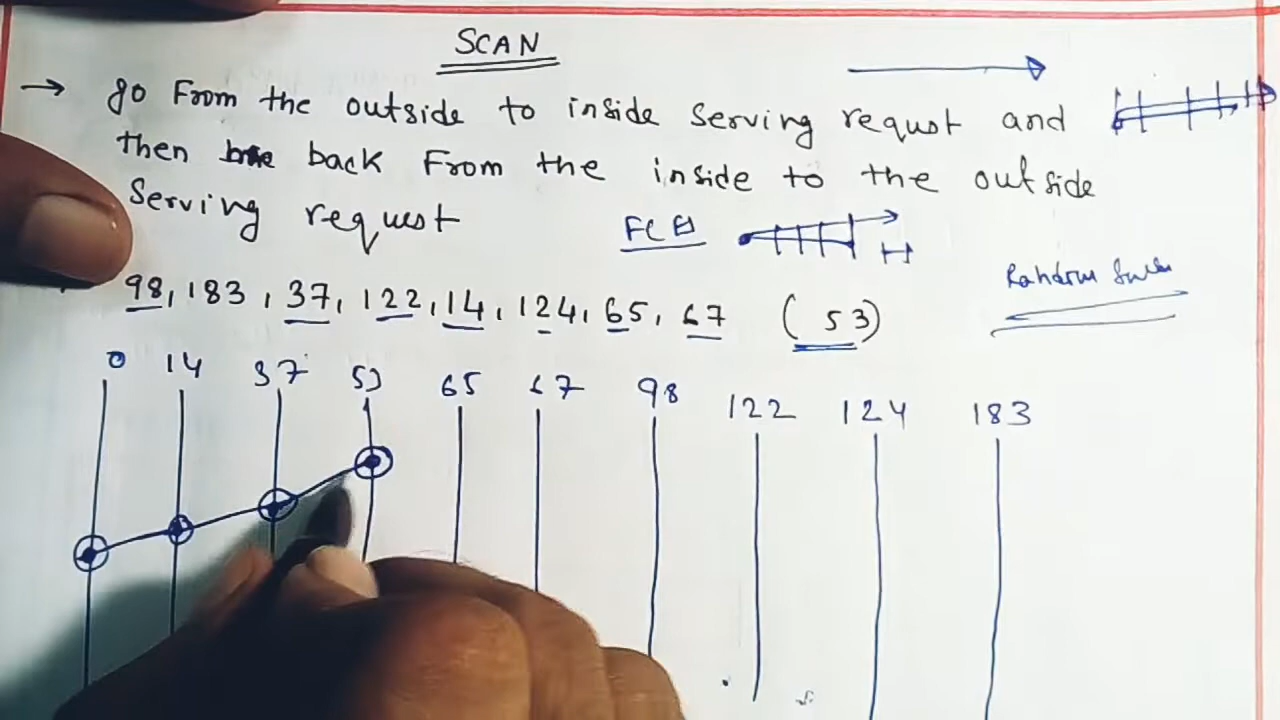 SCAN
→ go From the outside to inside Serving requst and
then back From the inside to the outside
Serving request
98, 183, 37, 122, 14, 124, 65, 67 (53)
0 14 37 53 65 67 98 122 124 183